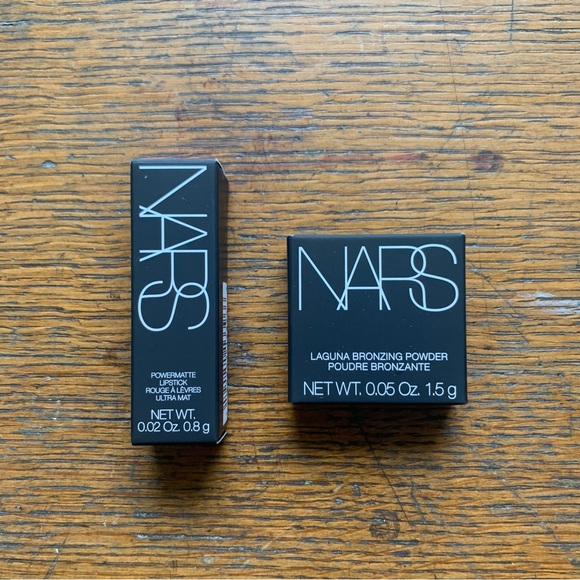 NARS
POWERMATTE
LIPSTICK
ROUGE À LÈVRES
ULTRA MAT
NET WT.
0.02 Oz. 0.8 g
NARS
LAGUNA BRONZING POWDER
POUDRE BRONZANTE
NET WT. 0.05 Oz. 1.5 g